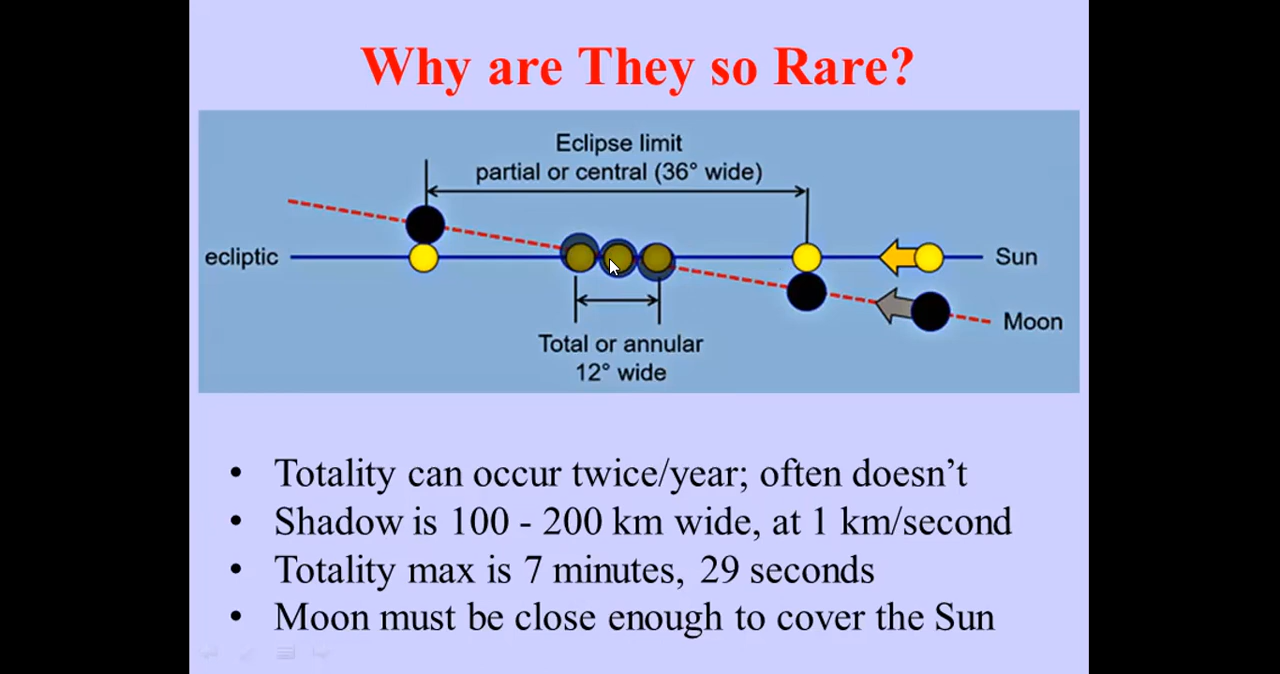 Why are They so Rare?
Eclipse limit
partial or central (36° wide)
ecliptic
Sun
Moon
Total or annular
12° wide
• Totality can occur twice/year; often doesn’t
• Shadow is 100 - 200 km wide, at 1 km/second
• Totality max is 7 minutes, 29 seconds
• Moon must be close enough to cover the Sun